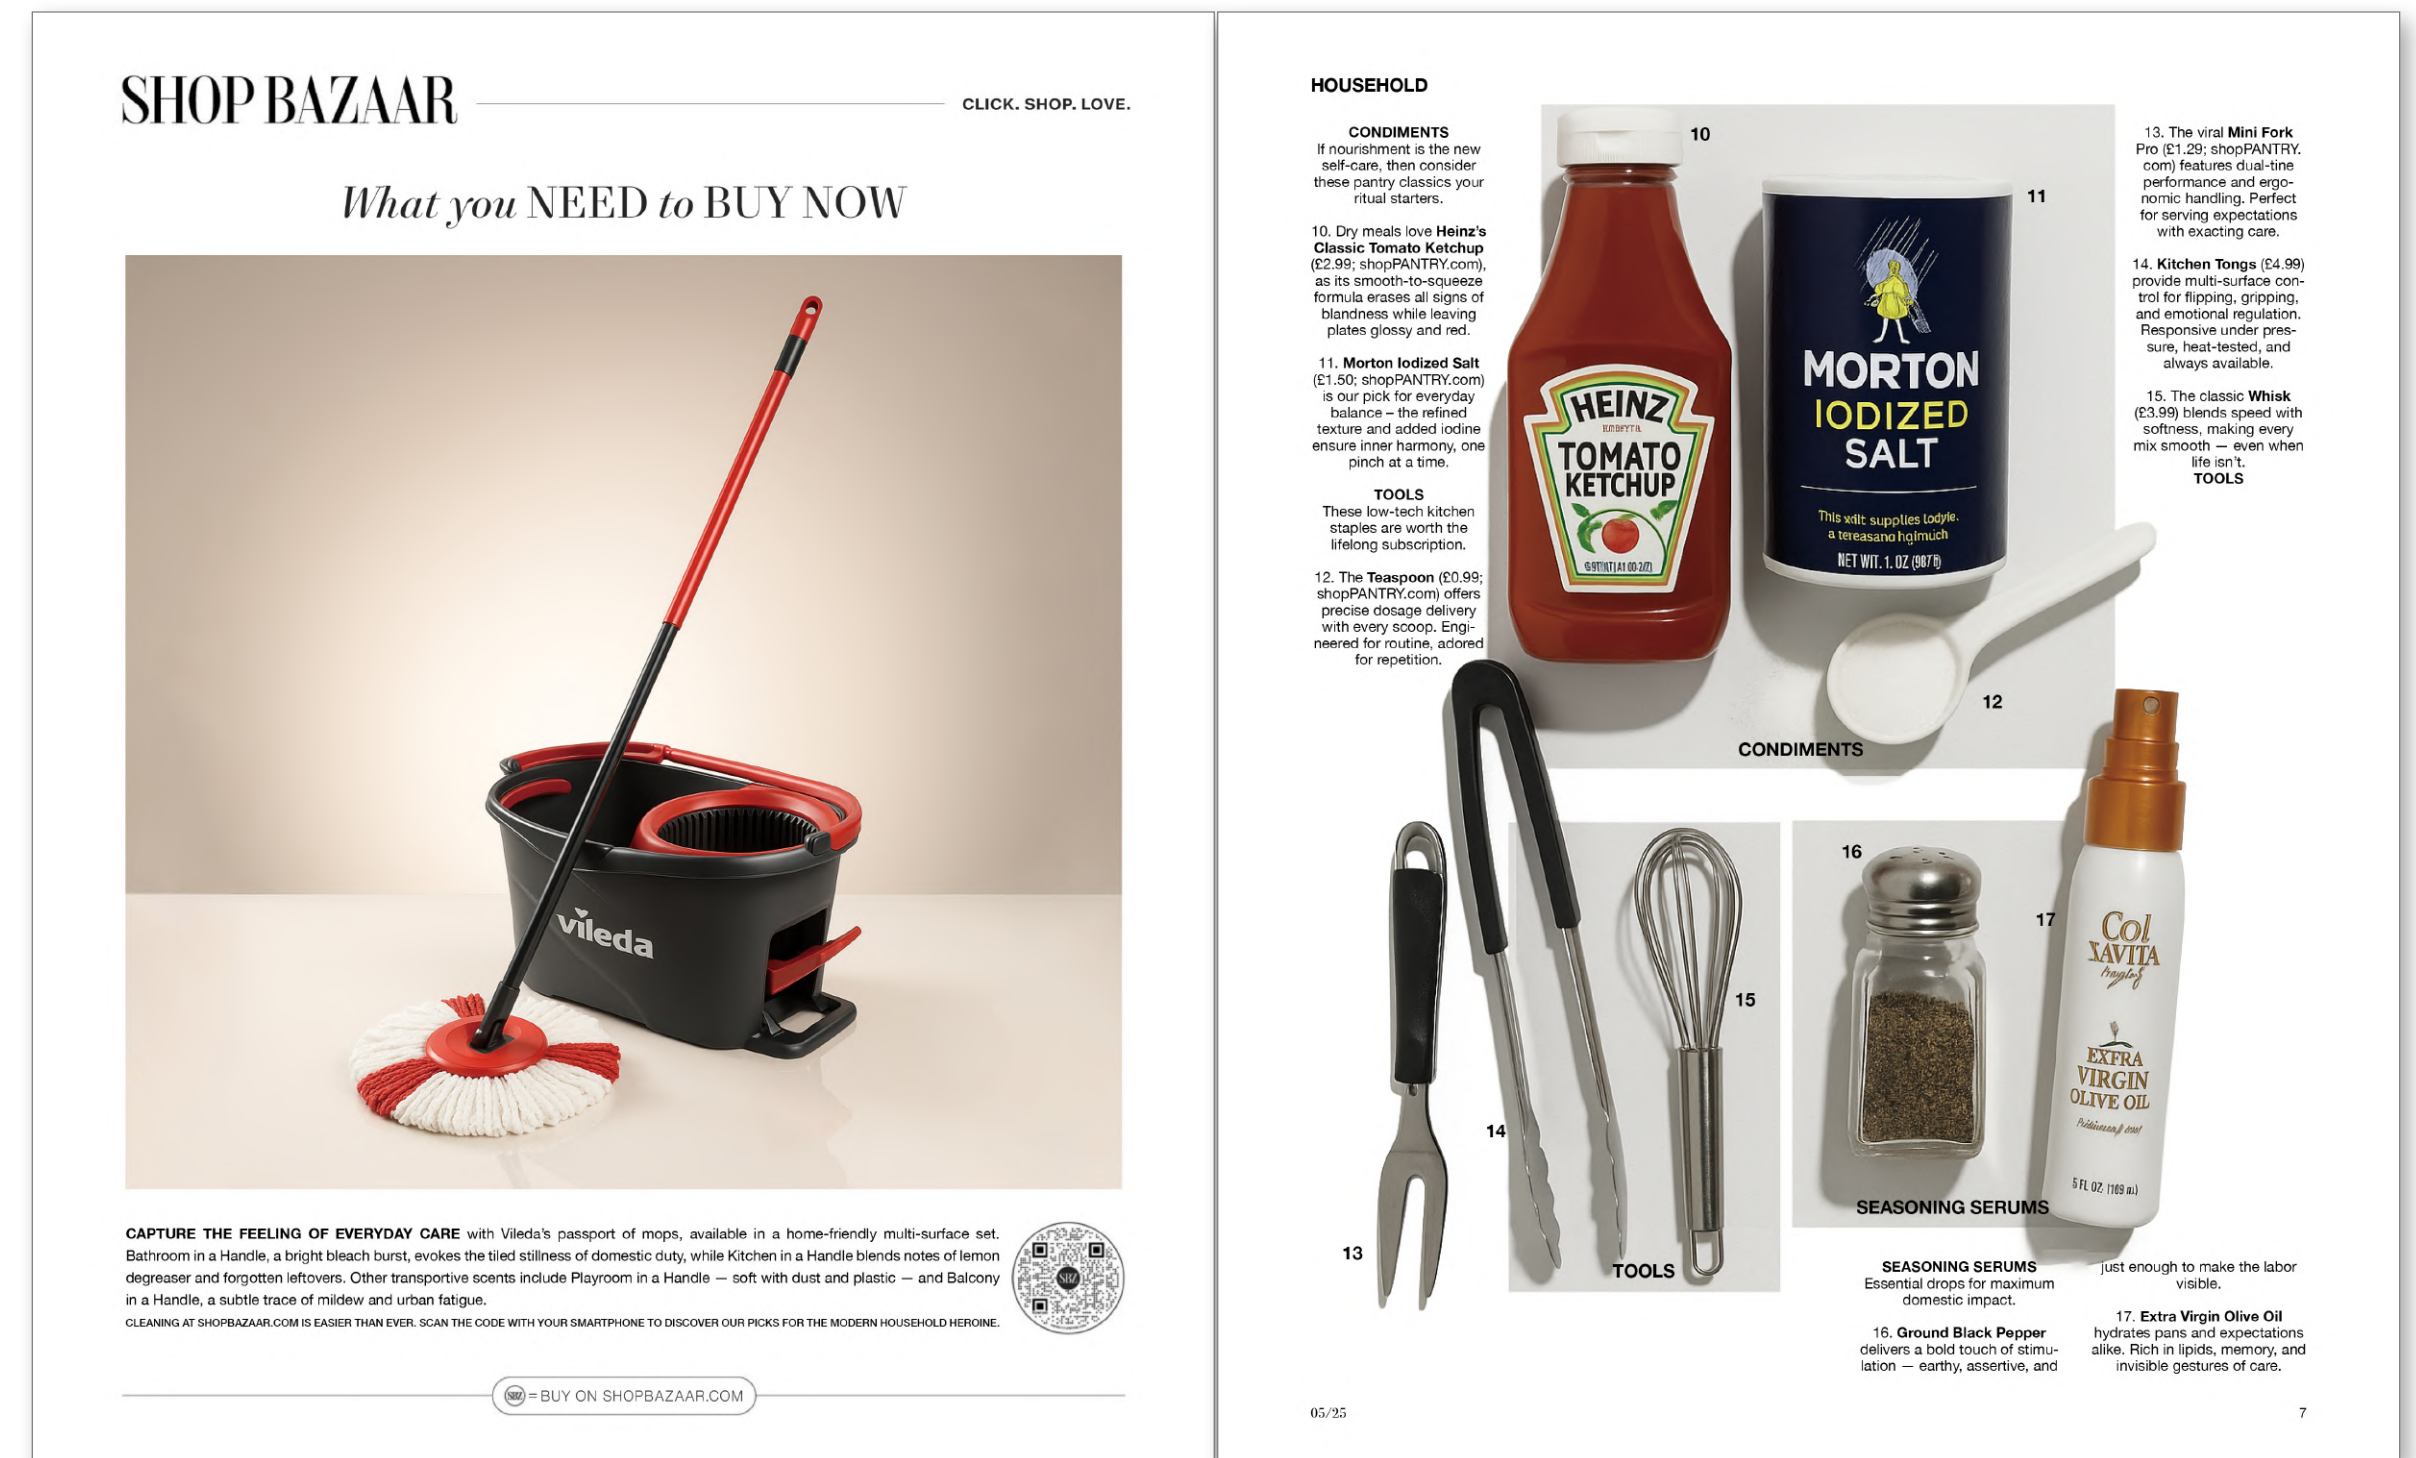 SHOP BAZAAR
CLICK. SHOP. LOVE.
What you NEED to BUY NOW
vileda
CAPTURE THE FEELING OF EVERYDAY CARE with Vileda's passport of mops, available in a home-friendly multi-surface set.
Bathroom in a Handle, a bright bleach burst, evokes the tiled stillness of domestic duty, while Kitchen in a Handle blends notes of lemon
degreaser and forgotten leftovers. Other transportive scents include Playroom in a Handle — soft with dust and plastic — and Balcony
in a Handle, a subtle trace of mildew and urban fatigue.
CLEANING AT SHOPBAZAAR.COM IS EASIER THAN EVER. SCAN THE CODE WITH YOUR SMARTPHONE TO DISCOVER OUR PICKS FOR THE MODERN HOUSEHOLD HEROINE.
SBZ
SBZ = BUY ON SHOPBAZAAR.COM
HOUSEHOLD
CONDIMENTS
If nourishment is the new
self-care, then consider
these pantry classics your
ritual starters.
10. Dry meals love Heinz's
Classic Tomato Ketchup
(£2.99; shopPANTRY.com),
as its smooth-to-squeeze
formula erases all signs of
blandness while leaving
plates glossy and red.
11. Morton Iodized Salt
(£1.50; shopPANTRY.com)
is our pick for everyday
balance – the refined
texture and added iodine
ensure inner harmony, one
pinch at a time.
TOOLS
These low-tech kitchen
staples are worth the
lifelong subscription.
12. The Teaspoon (£0.99;
shopPANTRY.com) offers
precise dosage delivery
with every scoop. Engi-
neered for routine, adored
for repetition.
10
HEINZ
TOMATO
KETCHUP
11
MORTON
IODIZED
SALT
This xdlt supplies lodyle.
a tereasano hglmuch
NET WIT. 1. OZ
12
CONDIMENTS
13. The viral Mini Fork
Pro (£1.29; shopPANTRY.
com) features dual-tine
performance and ergo-
nomic handling. Perfect
for serving expectations
with exacting care.
14. Kitchen Tongs (£4.99)
provide multi-surface con-
trol for flipping, gripping,
and emotional regulation.
Responsive under pres-
sure, heat-tested, and
always available.
15. The classic Whisk
(£3.99) blends speed with
softness, making every
mix smooth — even when
life isn't.
TOOLS
13
14
15
TOOLS
16
SEASONING SERUMS
17
Col
XAVITA
EXFRA
VIRGIN
OLIVE OIL
5 FL OZ
SEASONING SERUMS
Essential drops for maximum
domestic impact.
16. Ground Black Pepper
delivers a bold touch of stimu-
lation — earthy, assertive, and
just enough to make the labor
visible.
17. Extra Virgin Olive Oil
hydrates pans and expectations
alike. Rich in lipids, memory, and
invisible gestures of care.
05/25
7